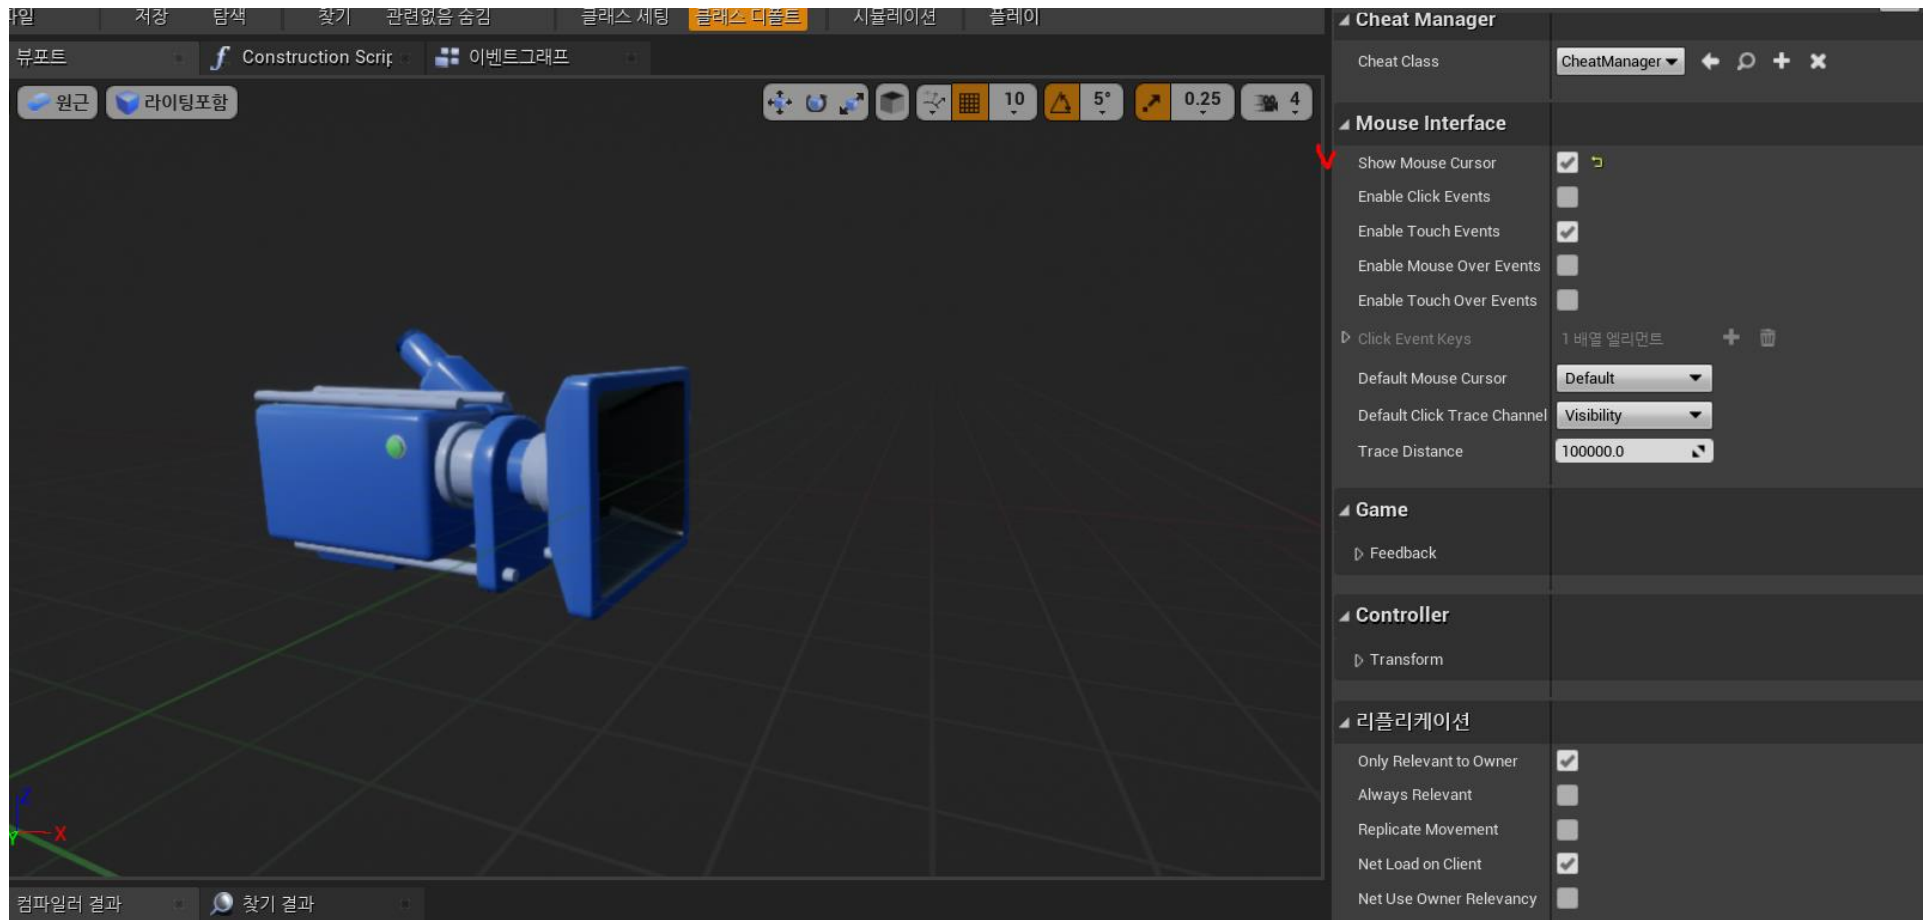 저장 탐색 찾기 관련없음 숨김 클래스 세팅 클래스 디폴트 시뮬레이션 플레이
뷰포트 Construction Scrip 이벤트그래프
원근 라이팅포함 10 5° 0.25 4
Z
X
Y
컴파일러 결과 찾기 결과
Cheat Manager
Cheat Class CheatManager
Mouse Interface
Show Mouse Cursor
Enable Click Events
Enable Touch Events
Enable Mouse Over Events
Enable Touch Over Events
Click Event Keys 1 배열 엘리먼트
Default Mouse Cursor Default
Default Click Trace Channel Visibility
Trace Distance 100000.0
Game
Feedback
Controller
Transform
리플리케이션
Only Relevant to Owner
Always Relevant
Replicate Movement
Net Load on Client
Net Use Owner Relevancy